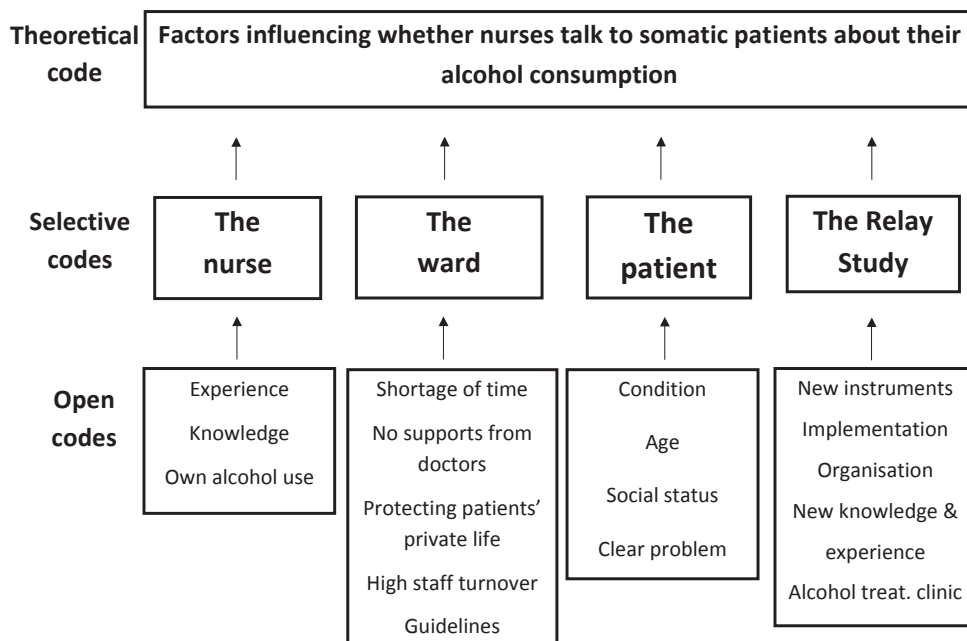 Theoretical
code
Factors influencing whether nurses talk to somatic patients about their
alcohol consumption
Selective
codes
The
nurse
The
ward
The
patient
The Relay
Study
Open
codes
Experience
Knowledge
Own alcohol use
Shortage of time
No supports from
doctors
Protecting patients’
private life
High staff turnover
Guidelines
Condition
Age
Social status
Clear problem
New instruments
Implementation
Organisation
New knowledge &
experience
Alcohol treat. clinic